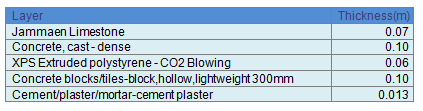 Layer Thickness(m)
Jammaen Limestone 0.07
Concrete, cast - dense 0.10
XPS Extruded polystyrene - CO2 Blowing 0.06
Concrete blocks/tiles-block,hollow,lightweight 300mm 0.10
Cement/plaster/mortar-cement plaster 0.013